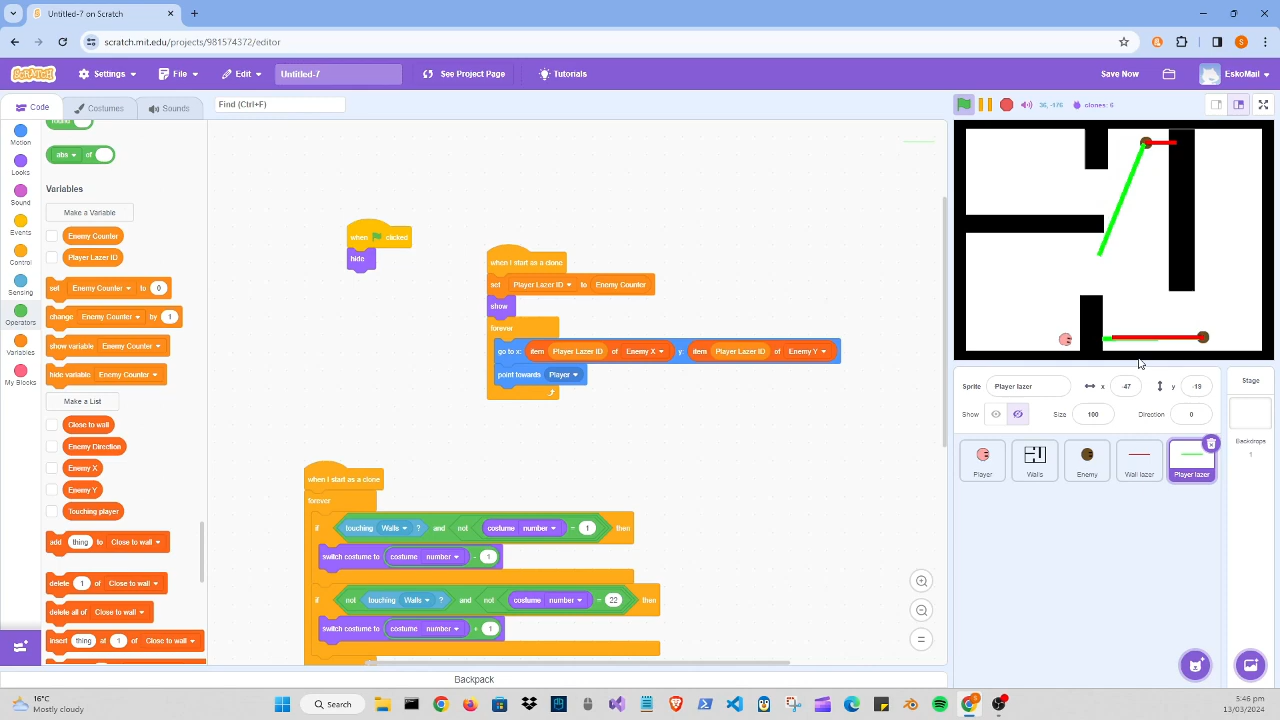 Untitled-7 on Scratch
scratch.mit.edu/projects/981574372/editor
S
SCRATCH
Settings
File
Edit
Untitled-7
See Project Page
Tutorials
Save Now
EskoMail
Code
Costumes
Sounds
Find (Ctrl+F)
36, -176
clones: 6
Motion
Looks
Sound
Events
Control
Sensing
Operators
Variables
My Blocks
abs of
Variables
Make a Variable
Enemy Counter
Player Lazer ID
set Enemy Counter to 0
change Enemy Counter by 1
show variable Enemy Counter
hide variable Enemy Counter
Make a List
Close to wall
Enemy Direction
Enemy X
Enemy Y
Touching player
add thing to Close to wall
delete 1 of Close to wall
delete all of Close to wall
insert thing at 1 of Close to wall
when clicked
hide
when I start as a clone
set Player Lazer ID to Enemy Counter
show
forever
go to x: item Player Lazer ID of Enemy X y: item Player Lazer ID of Enemy Y
point towards Player
when I start as a clone
forever
if touching Walls ? and not costume number = 1 then
switch costume to costume number - 1
if not touching Walls ? and not costume number = 22 then
switch costume to costume number + 1
Sprite Player lazer x -47 y -19
Show Size 100 Direction 0
Player
Walls
Enemy
Wall lazer
Player lazer
Stage
Backdrops
1
Backpack
16°C
Mostly cloudy
Search
5:46 pm
13/03/2024